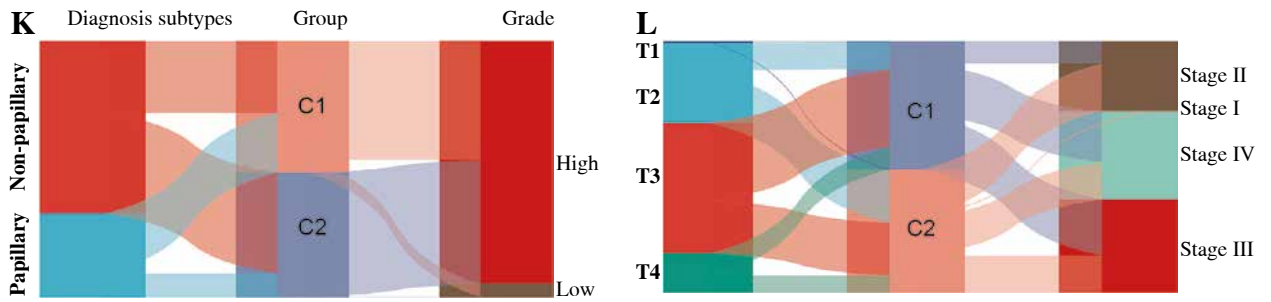 K
Diagnosis subtypes
Group
Grade
Non-papillary
Papillary
C1
C2
High
Low
L
T1
T2
T3
T4
C1
C2
Stage II
Stage I
Stage IV
Stage III